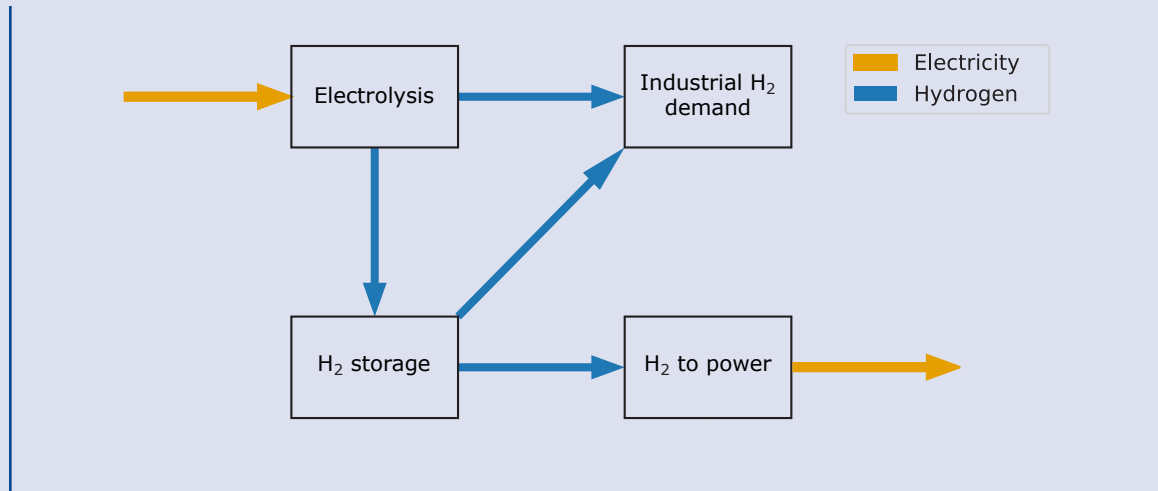 Electrolysis
Industrial H₂
demand
Electricity
Hydrogen
H₂ storage
H₂ to power